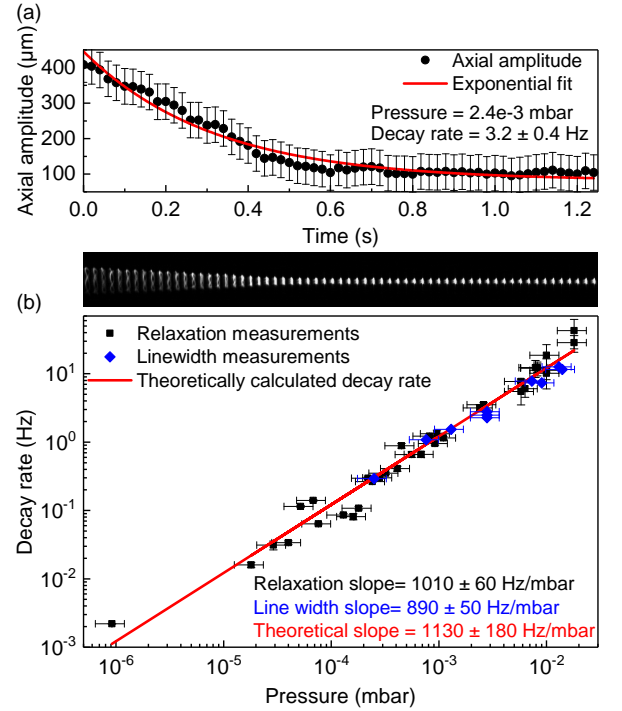 (a)
Axial amplitude (µm)
400
300
200
100
Axial amplitude
Exponential fit
Pressure = 2.4e-3 mbar
Decay rate = 3.2 ± 0.4 Hz
0.0 0.2 0.4 0.6 0.8 1.0 1.2
Time (s)
(b)
Decay rate (Hz)
10¹
10⁰
10⁻¹
10⁻²
10⁻³
Relaxation measurements
Linewidth measurements
Theoretically calculated decay rate
Relaxation slope= 1010 ± 60 Hz/mbar
Line width slope= 890 ± 50 Hz/mbar
Theoretical slope = 1130 ± 180 Hz/mbar
10⁻⁶ 10⁻⁵ 10⁻⁴ 10⁻³ 10⁻²
Pressure (mbar)